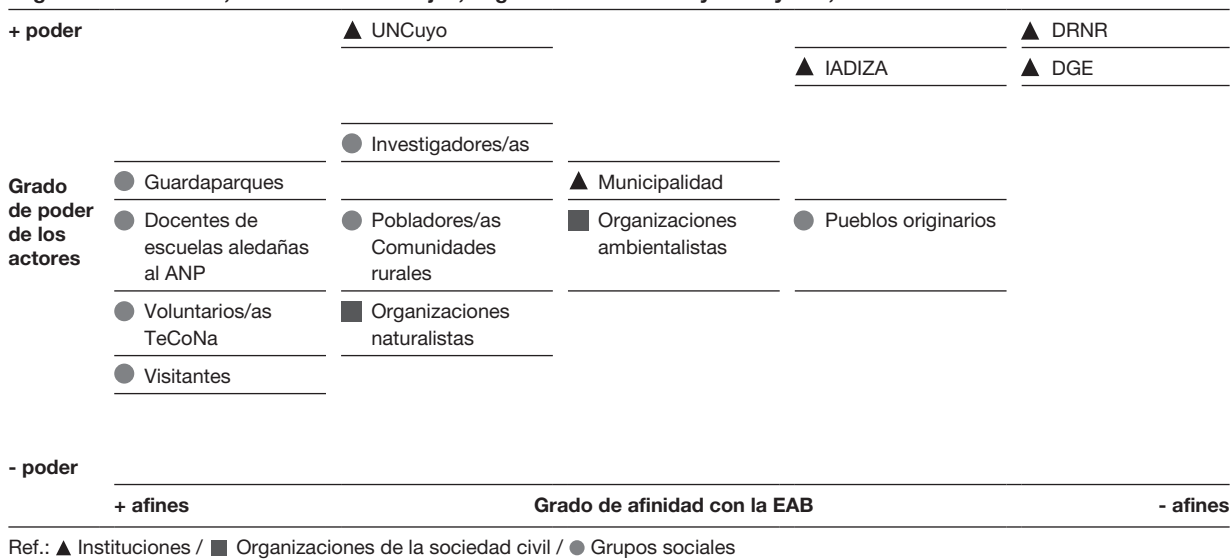 + poder ▲ UNCuyo ▲ DRNR
▲ IADIZA ▲ DGE
● Investigadores/as
Grado de poder de los actores
● Guardaparques ▲ Municipalidad
● Docentes de escuelas aledañas al ANP
● Pobladores/as Comunidades rurales
■ Organizaciones ambientalistas
● Pueblos originarios
● Voluntarios/as TeCoNa
■ Organizaciones naturalistas
● Visitantes
- poder
+ afines Grado de afinidad con la EAB - afines
Ref.: ▲ Instituciones / ■ Organizaciones de la sociedad civil / ● Grupos sociales